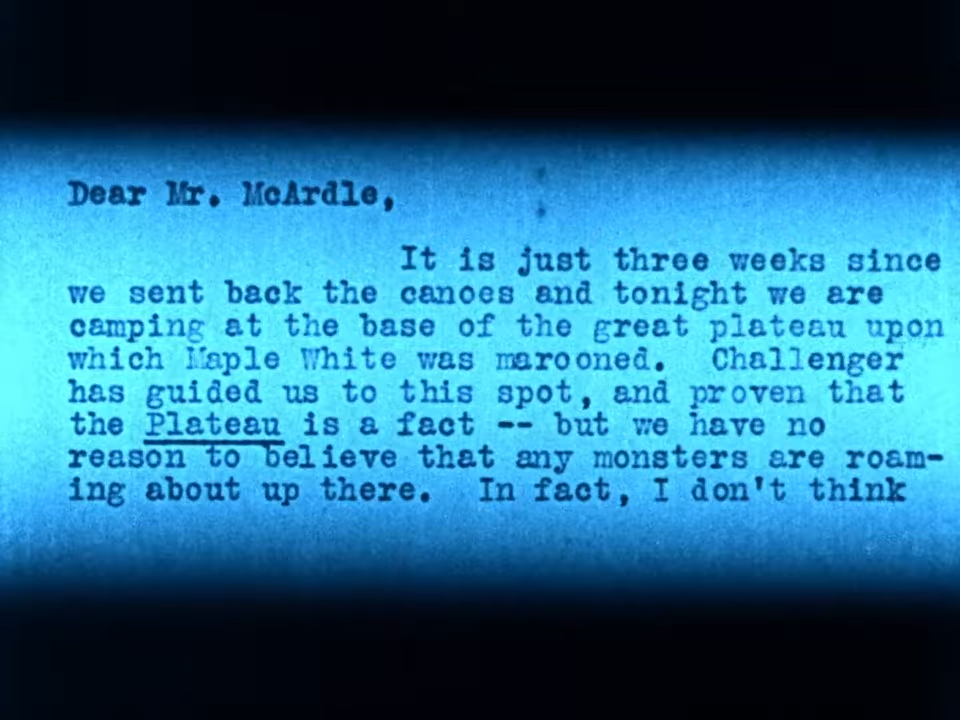 Dear Mr. McArdle,
It is just three weeks since
we sent back the canoes and tonight we are
camping at the base of the great plateau upon
which Maple White was marooned.  Challenger
has guided us to this spot, and proven that
the Plateau is a fact -- but we have no
reason to believe that any monsters are roam-
ing about up there.  In fact, I don't think